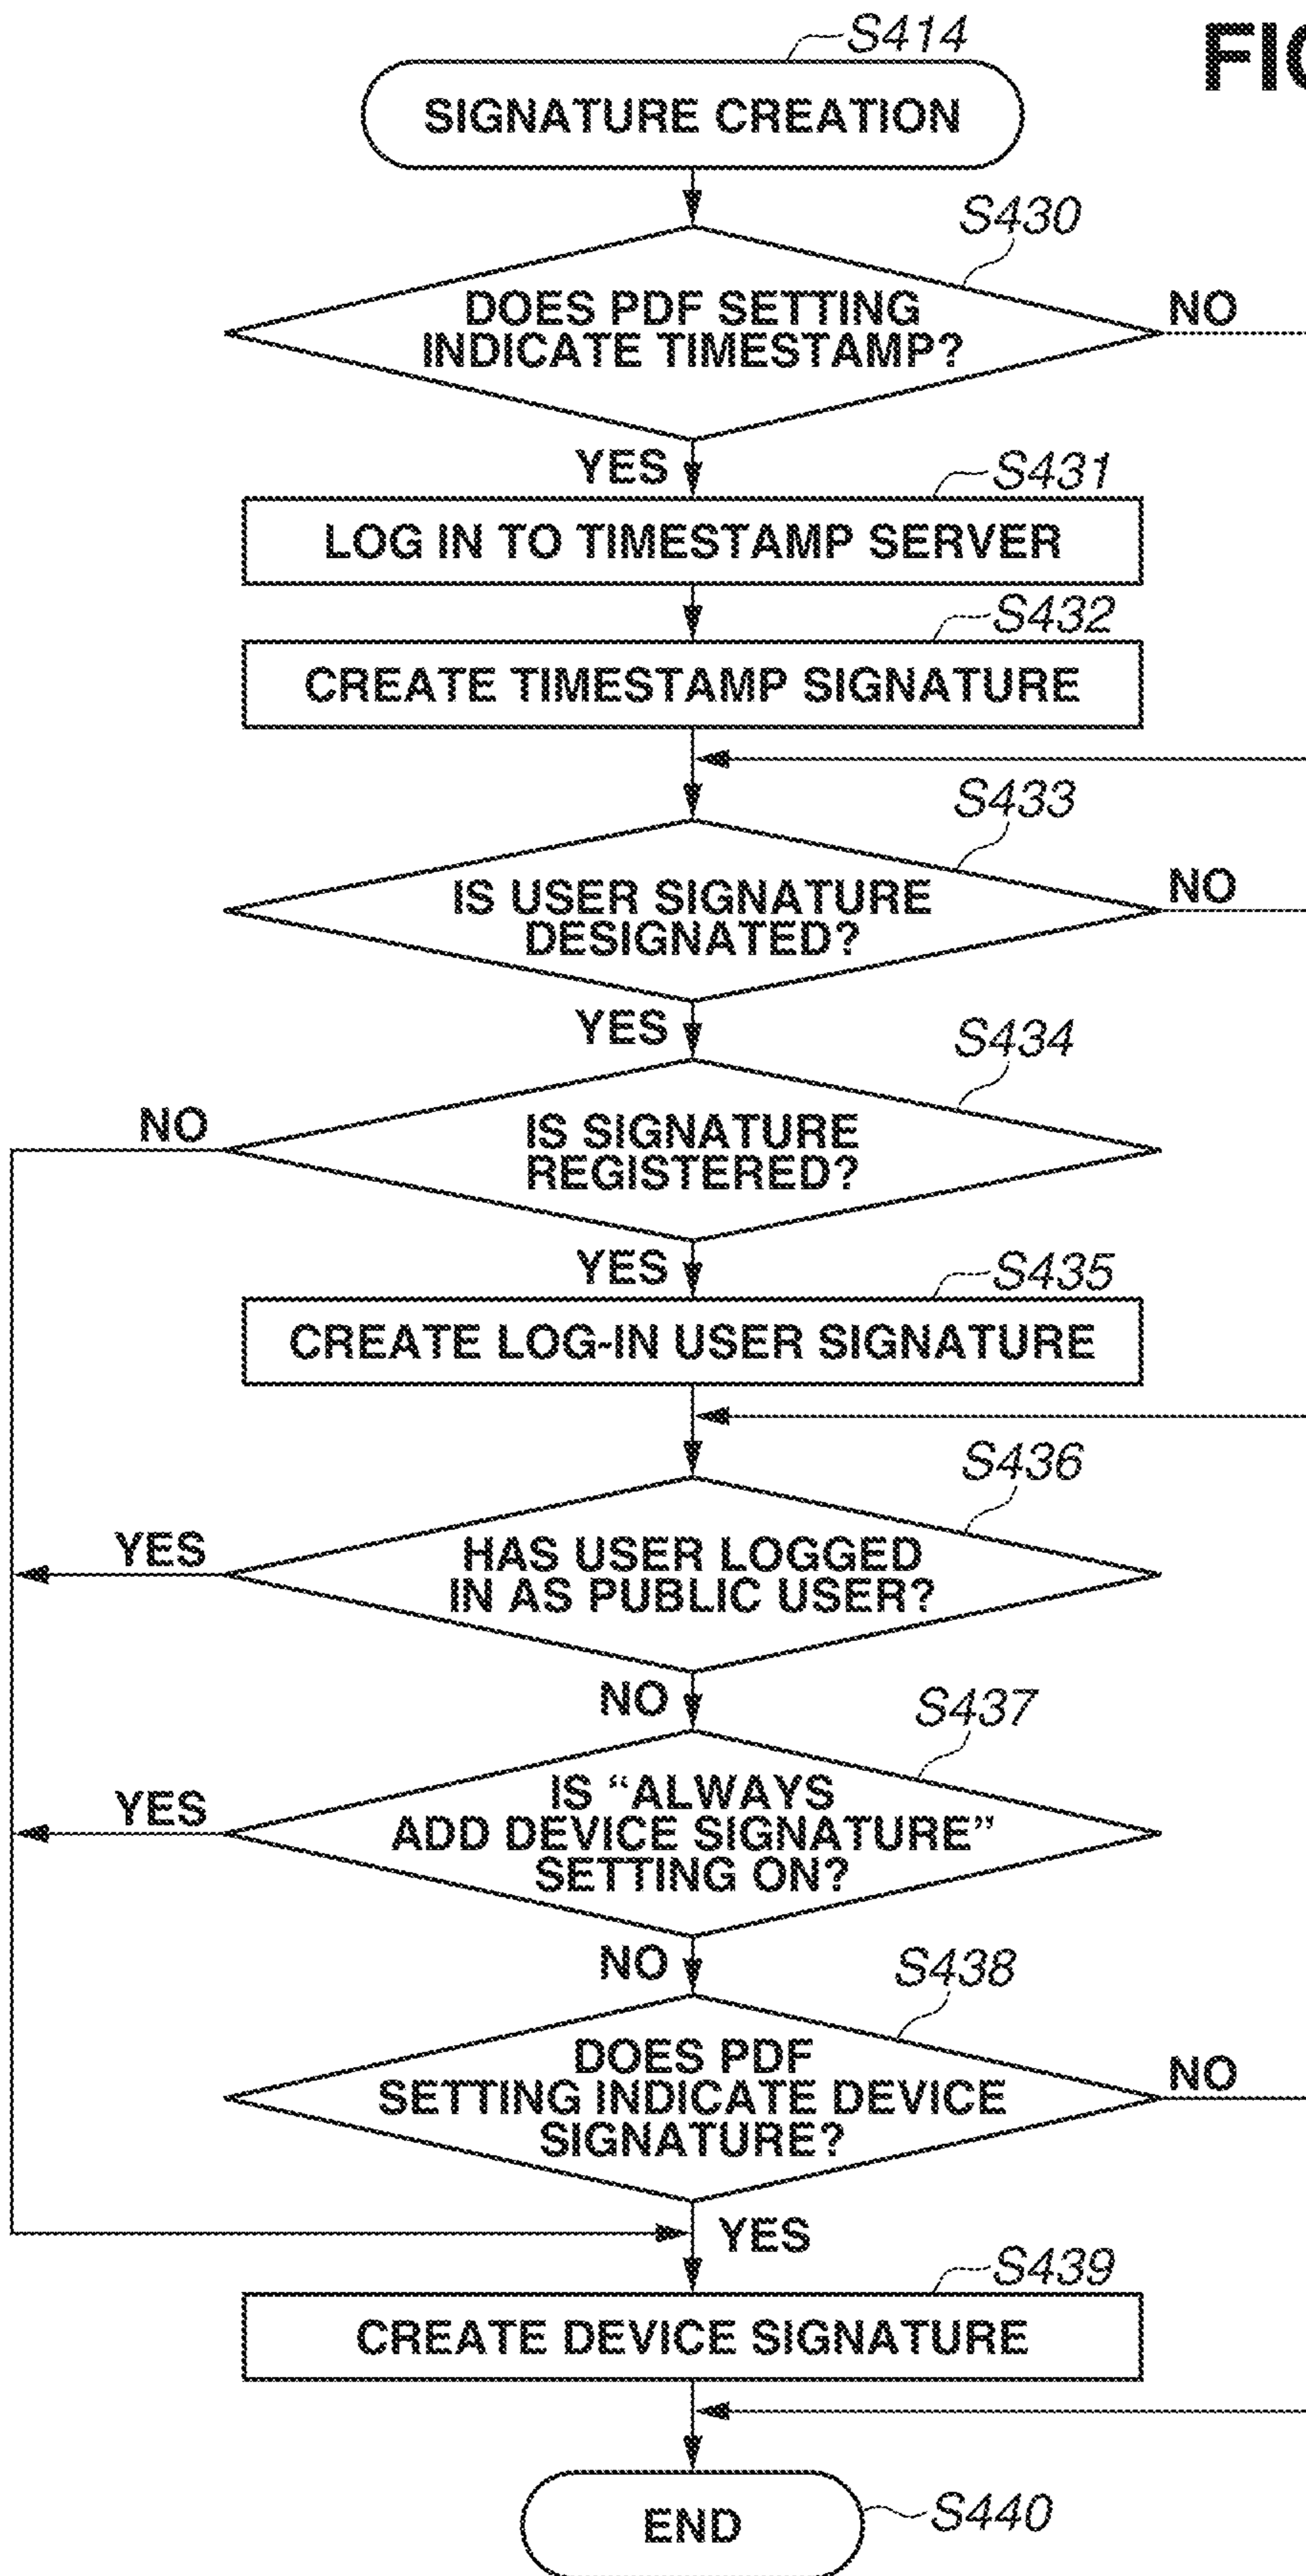 S414
FIG
SIGNATURE CREATION
S430
DOES PDF SETTING
INDICATE TIMESTAMP?
NO
YES
S431
LOG IN TO TIMESTAMP SERVER
S432
CREATE TIMESTAMP SIGNATURE
S433
IS USER SIGNATURE
DESIGNATED?
NO
YES
S434
NO
IS SIGNATURE
REGISTERED?
YES
S435
CREATE LOG-IN USER SIGNATURE
S436
YES
HAS USER LOGGED
IN AS PUBLIC USER?
NO
S437
YES
IS “ALWAYS
ADD DEVICE SIGNATURE”
SETTING ON?
NO
S438
DOES PDF
SETTING INDICATE DEVICE
SIGNATURE?
NO
YES
S439
CREATE DEVICE SIGNATURE
END
S440